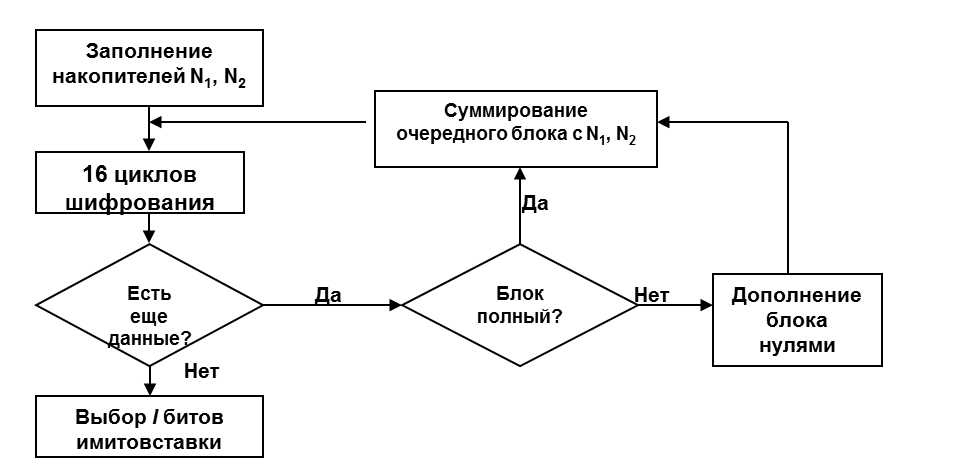 Заполнение
накопителей N₁, N₂
Суммирование
очередного блока с N₁, N₂
16 циклов
шифрования
Да
Есть
еще
данные?
Да
Блок
полный?
Нет
Дополнение
блока
нулями
Нет
Выбор l битов
имитовставки